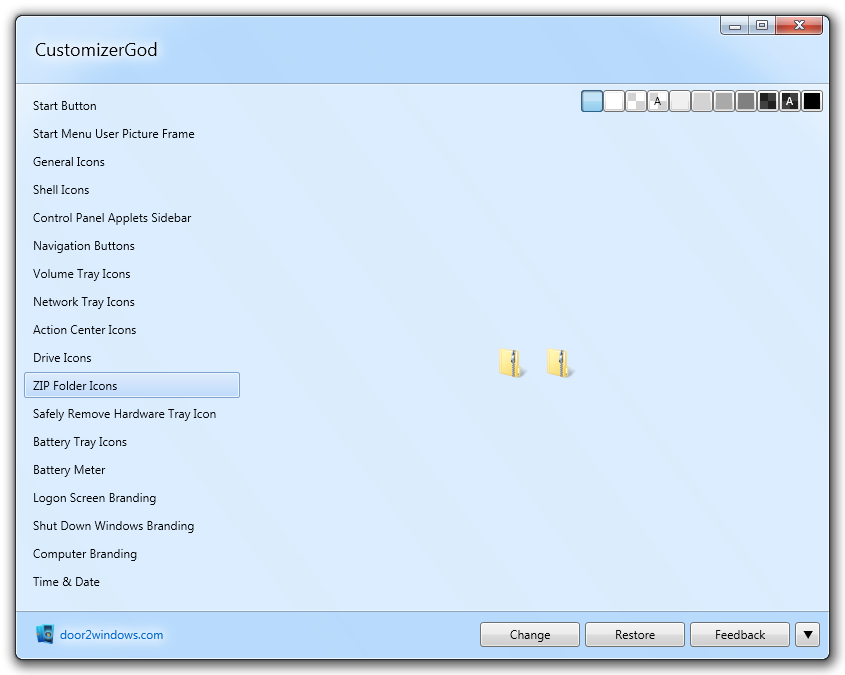 CustomizerGod
A
A
Start Button
Start Menu User Picture Frame
General Icons
Shell Icons
Control Panel Applets Sidebar
Navigation Buttons
Volume Tray Icons
Network Tray Icons
Action Center Icons
Drive Icons
ZIP Folder Icons
Safely Remove Hardware Tray Icon
Battery Tray Icons
Battery Meter
Logon Screen Branding
Shut Down Windows Branding
Computer Branding
Time & Date
door2windows.com
Change
Restore
Feedback